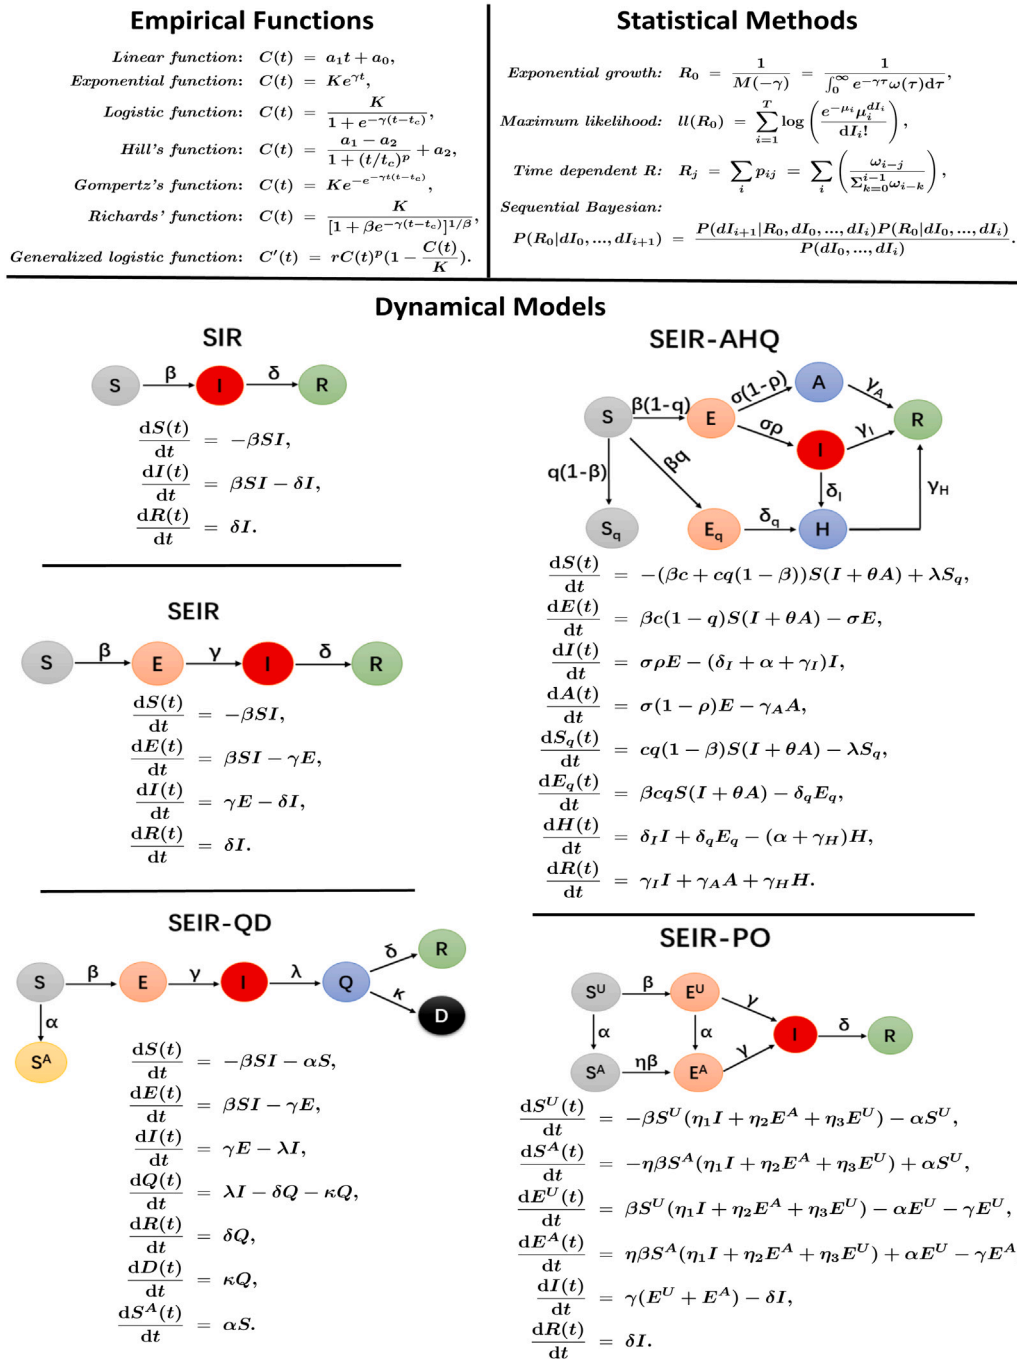 Empirical Functions
Linear function: C(t) = a₁t + a₀,
Exponential function: C(t) = Ke^{γt},
Logistic function: C(t) = K / (1 + e^{−γ(t−t_c)}),
Hill's function: C(t) = (a₁ − a₂) / (1 + (t/t_c)^p) + a₂,
Gompertz's function: C(t) = Ke^{−e^{−γt(t−t_c)}},
Richards' function: C(t) = K / [1 + βe^{−γ(t−t_c)}]^{1/β},
Generalized logistic function: C′(t) = rC(t)^p(1 − C(t)/K).
Statistical Methods
Exponential growth: R₀ = 1 / M(−γ) = 1 / ∫₀^∞ e^{−γτ}ω(τ)dτ,
Maximum likelihood: ll(R₀) = Σ_{i=1}^{T} log(e^{−μ_i} μ_i^{dI_i} / dI_i!),
Time dependent R: R_j = Σ_i p_{ij} = Σ_i (ω_{i−j} / Σ_{k=0}^{i−1} ω_{i−k}),
Sequential Bayesian:
P(R₀|dI₀, ..., dI_{i+1}) = P(dI_{i+1}|R₀, dI₀, ..., dI_i)P(R₀|dI₀, ..., dI_i) / P(dI₀, ..., dI_i).
Dynamical Models
SIR
S β I δ R
dS(t)/dt = −βSI,
dI(t)/dt = βSI − δI,
dR(t)/dt = δI.
SEIR
S β E γ I δ R
dS(t)/dt = −βSI,
dE(t)/dt = βSI − γE,
dI(t)/dt = γE − δI,
dR(t)/dt = δI.
SEIR-QD
S β E γ I λ Q δ R
κ D
α
S^A
dS(t)/dt = −βSI − αS,
dE(t)/dt = βSI − γE,
dI(t)/dt = γE − λI,
dQ(t)/dt = λI − δQ − κQ,
dR(t)/dt = δQ,
dD(t)/dt = κQ,
dS^A(t)/dt = αS.
SEIR-AHQ
S β(1-q) E σ(1-ρ) A γ_A R
σρ I γ_I
q(1-β) βq δ_I γ_H
S_q E_q δ_q H
dS(t)/dt = −(βc + cq(1 − β))S(I + θA) + λS_q,
dE(t)/dt = βc(1 − q)S(I + θA) − σE,
dI(t)/dt = σρE − (δ_I + α + γ_I)I,
dA(t)/dt = σ(1 − ρ)E − γ_A A,
dS_q(t)/dt = cq(1 − β)S(I + θA) − λS_q,
dE_q(t)/dt = βcqS(I + θA) − δ_q E_q,
dH(t)/dt = δ_I I + δ_q E_q − (α + γ_H)H,
dR(t)/dt = γ_I I + γ_A A + γ_H H.
SEIR-PO
S^U β E^U γ
α α I δ R
S^A ηβ E^A γ
dS^U(t)/dt = −βS^U(η₁I + η₂E^A + η₃E^U) − αS^U,
dS^A(t)/dt = −ηβS^A(η₁I + η₂E^A + η₃E^U) + αS^U,
dE^U(t)/dt = βS^U(η₁I + η₂E^A + η₃E^U) − αE^U − γE^U,
dE^A(t)/dt = ηβS^A(η₁I + η₂E^A + η₃E^U) + αE^U − γE^A
dI(t)/dt = γ(E^U + E^A) − δI,
dR(t)/dt = δI.